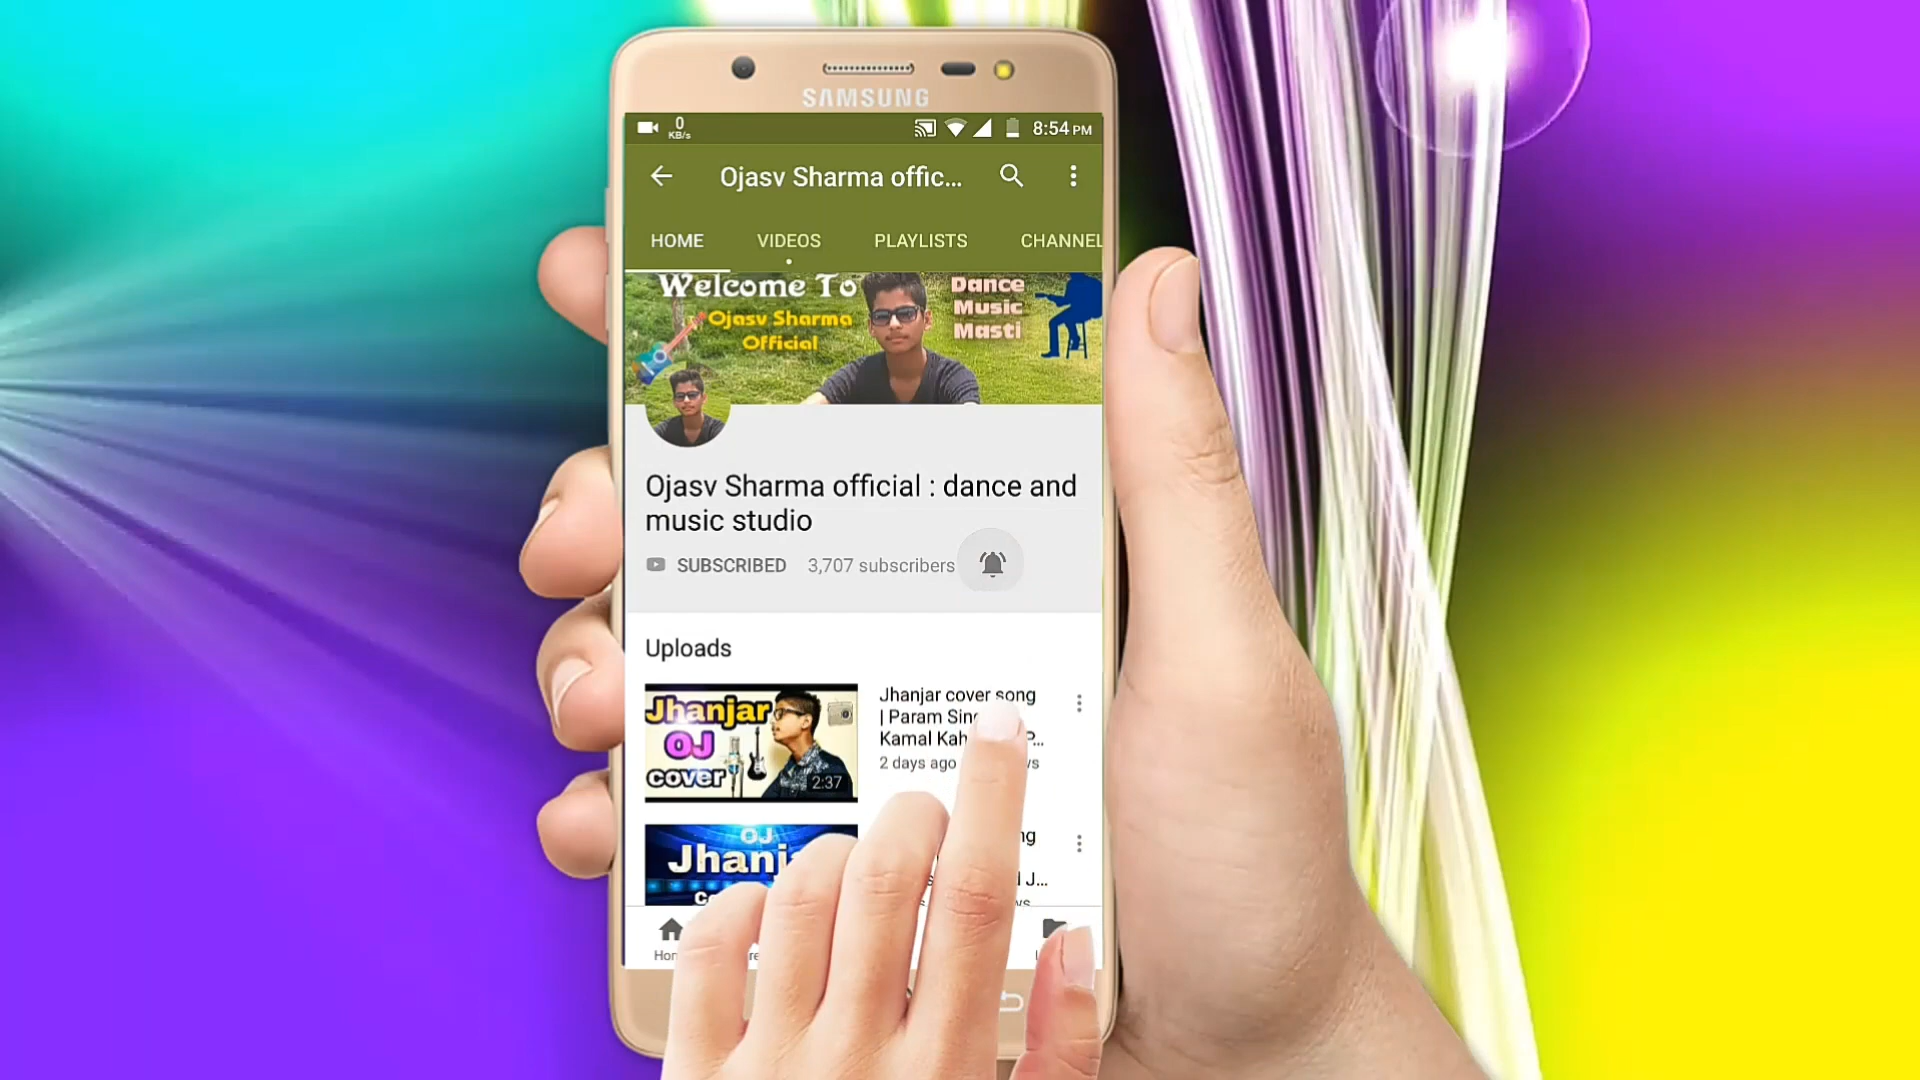 SAMSUNG
0
KB/s
8:54 PM
Ojasv Sharma offic...
HOME VIDEOS PLAYLISTS CHANNEL
Welcome To
Ojasv Sharma
Official
Dance
Music
Masti
Ojasv Sharma official : dance and
music studio
SUBSCRIBED 3,707 subscribers
Uploads
Jhanjar
OJ
cover
2:37
Jhanjar cover song
| Param Sin
Kamal Kah P...
2 days ago
OJ
Jhanj
J...